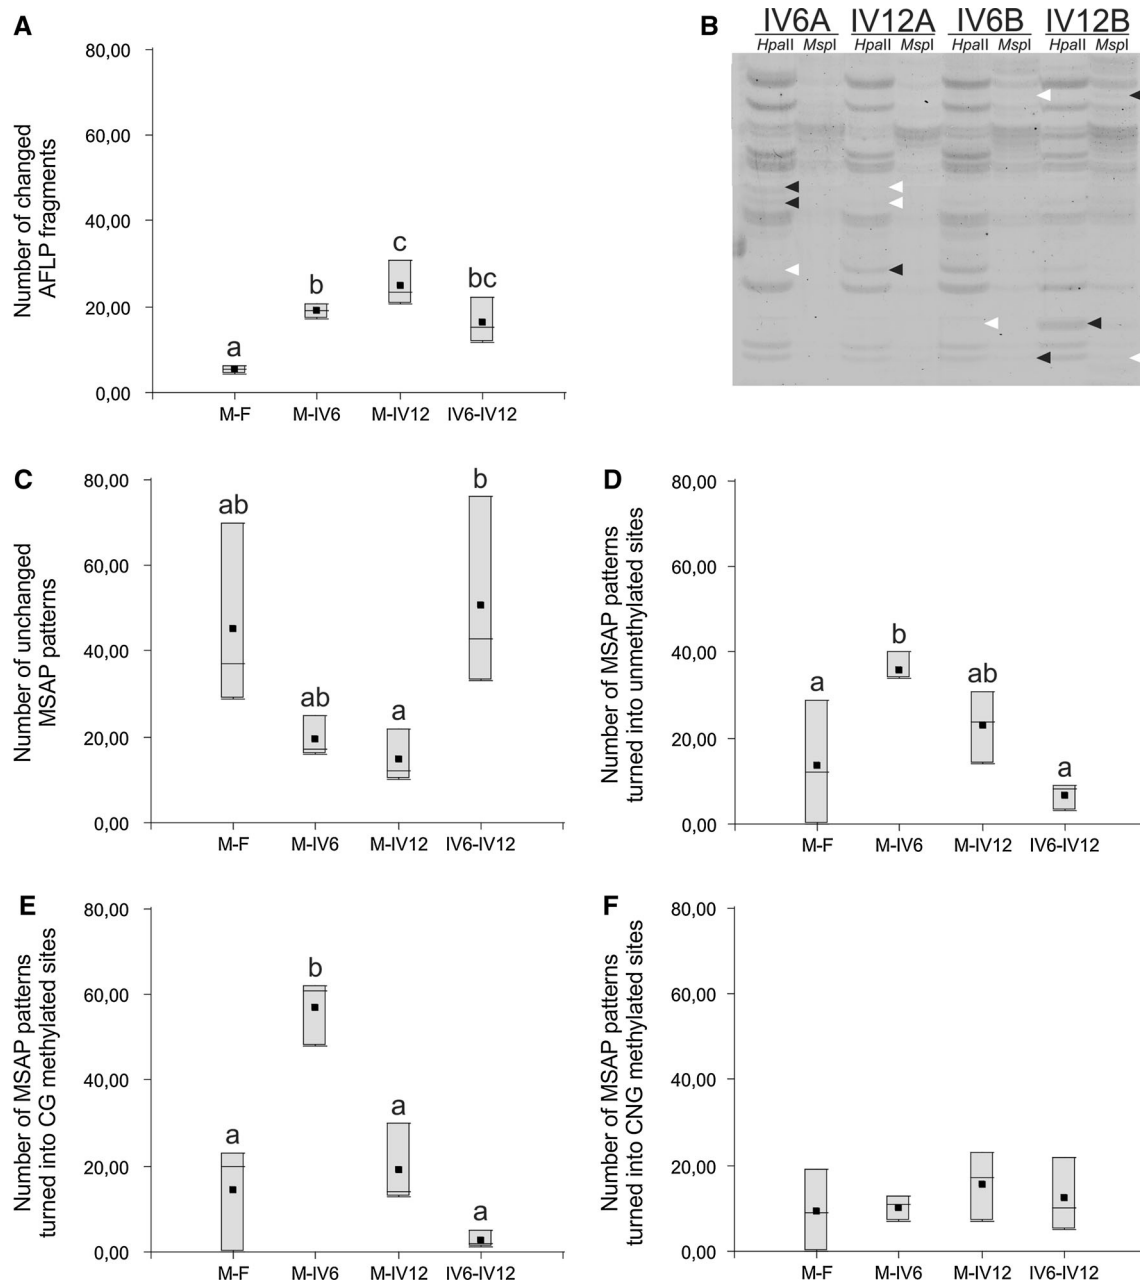 A
80,00
60,00
40,00
20,00
0,00
Number of changed
AFLP fragments
a
b
c
bc
M-F M-IV6 M-IV12 IV6-IV12
B
IV6A IV12A IV6B IV12B
HpaII MspI HpaII MspI HpaII MspI HpaII MspI
C
80,00
60,00
40,00
20,00
0,00
Number of unchanged
MSAP patterns
ab
ab
a
b
M-F M-IV6 M-IV12 IV6-IV12
D
80,00
60,00
40,00
20,00
0,00
Number of MSAP patterns
turned into unmethylated sites
a
b
ab
a
M-F M-IV6 M-IV12 IV6-IV12
E
80,00
60,00
40,00
20,00
0,00
Number of MSAP patterns
turned into CG methylated sites
a
b
a
a
M-F M-IV6 M-IV12 IV6-IV12
F
80,00
60,00
40,00
20,00
0,00
Number of MSAP patterns
turned into CNG methylated sites
M-F M-IV6 M-IV12 IV6-IV12